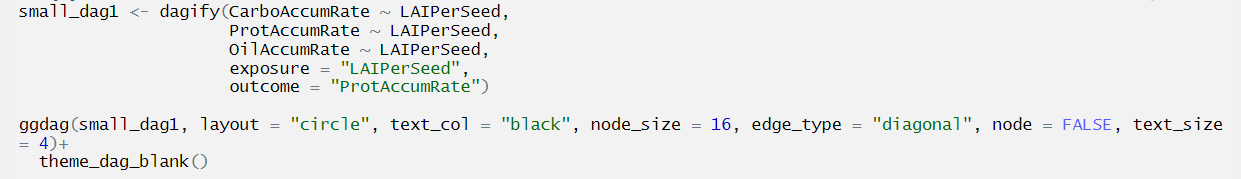 small_dag1 <- dagify(CarboAccumRate ~ LAIPerSeed,
                     ProtAccumRate ~ LAIPerSeed,
                     OilAccumRate ~ LAIPerSeed,
                     exposure = "LAIPerSeed",
                     outcome = "ProtAccumRate")

ggdag(small_dag1, layout = "circle", text_col = "black", node_size = 16, edge_type = "diagonal", node = FALSE, text_size
= 4)+
  theme_dag_blank()